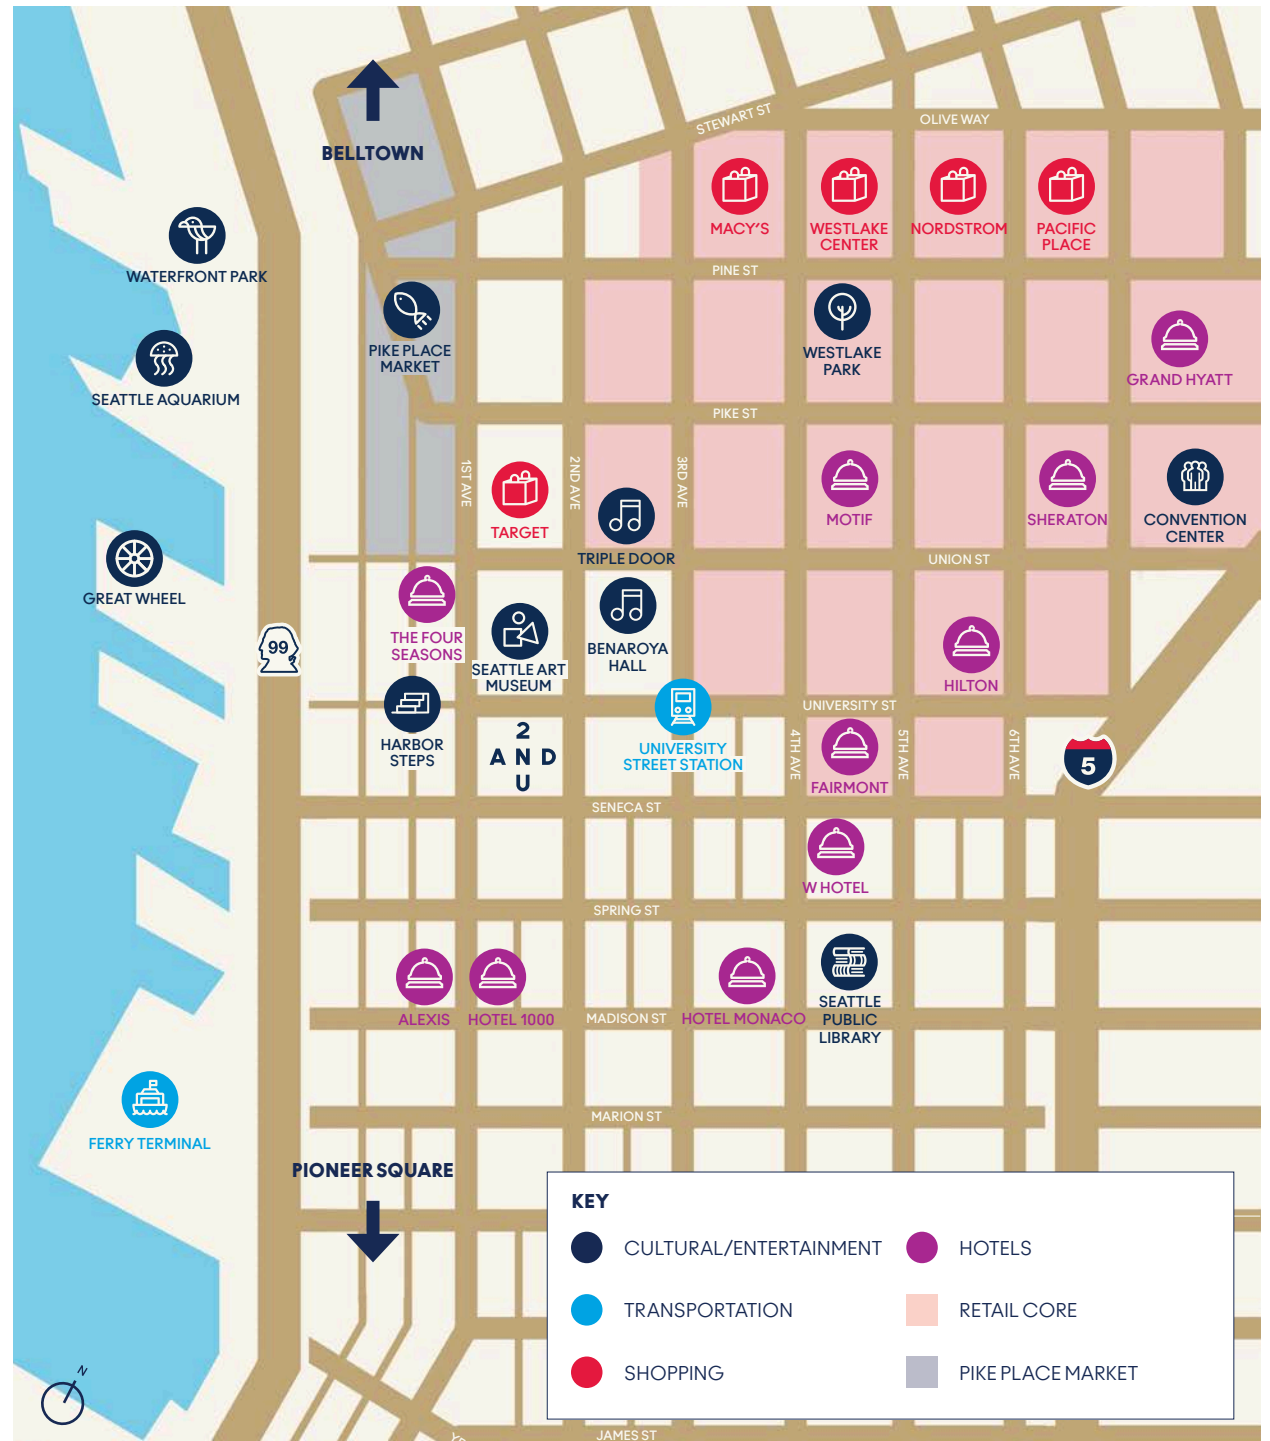 STEWART ST
OLIVE WAY
BELLTOWN
MACY'S
WESTLAKE
CENTER
NORDSTROM
PACIFIC
PLACE
WATERFRONT PARK
PINE ST
PIKE PLACE
MARKET
WESTLAKE
PARK
GRAND HYATT
SEATTLE AQUARIUM
PIKE ST
1ST AVE
2ND AVE
3RD AVE
TARGET
MOTIF
SHERATON
CONVENTION
CENTER
TRIPLE DOOR
UNION ST
GREAT WHEEL
99
THE FOUR
SEASONS
SEATTLE ART
MUSEUM
BENAROYA
HALL
HILTON
UNIVERSITY ST
HARBOR
STEPS
2
AND
U
UNIVERSITY
STREET STATION
4TH AVE
5TH AVE
6TH AVE
FAIRMONT
5
SENECA ST
W HOTEL
SPRING ST
ALEXIS
HOTEL 1000
MADISON ST
HOTEL MONACO
SEATTLE
PUBLIC
LIBRARY
MARION ST
FERRY TERMINAL
PIONEER SQUARE
KEY
CULTURAL/ENTERTAINMENT
HOTELS
TRANSPORTATION
RETAIL CORE
SHOPPING
PIKE PLACE MARKET
N
JAMES ST